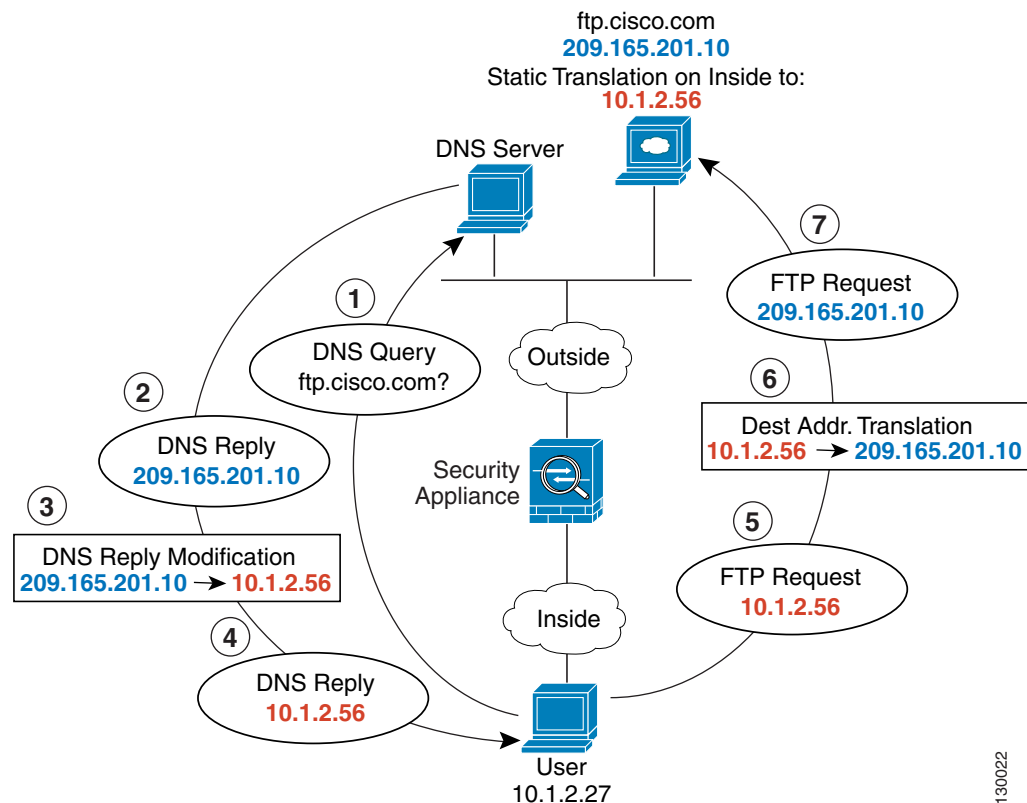 ftp.cisco.com
209.165.201.10
Static Translation on Inside to:
10.1.2.56
DNS Server
7
FTP Request
209.165.201.10
1
DNS Query
ftp.cisco.com?
Outside
2
DNS Reply
209.165.201.10
6
Dest Addr. Translation
10.1.2.56 → 209.165.201.10
Security
Appliance
3
DNS Reply Modification
209.165.201.10 → 10.1.2.56
5
FTP Request
10.1.2.56
Inside
4
DNS Reply
10.1.2.56
User
10.1.2.27
130022